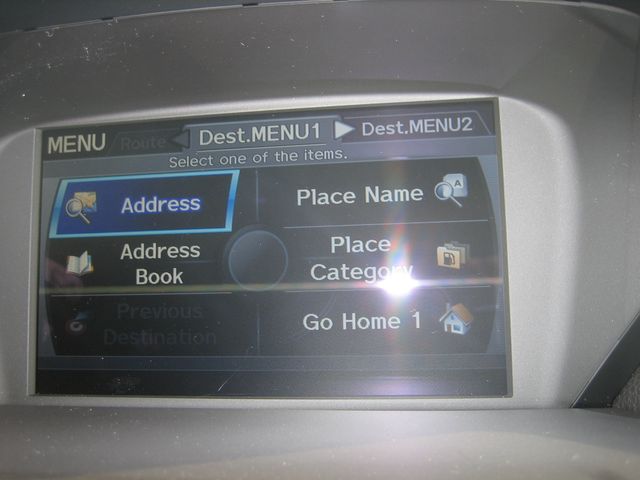 MENU Route Dest.MENU1 Dest.MENU2
Select one of the items.
Address
Place Name A
Address
Book
Place
Category
Previous
Destination
Go Home 1